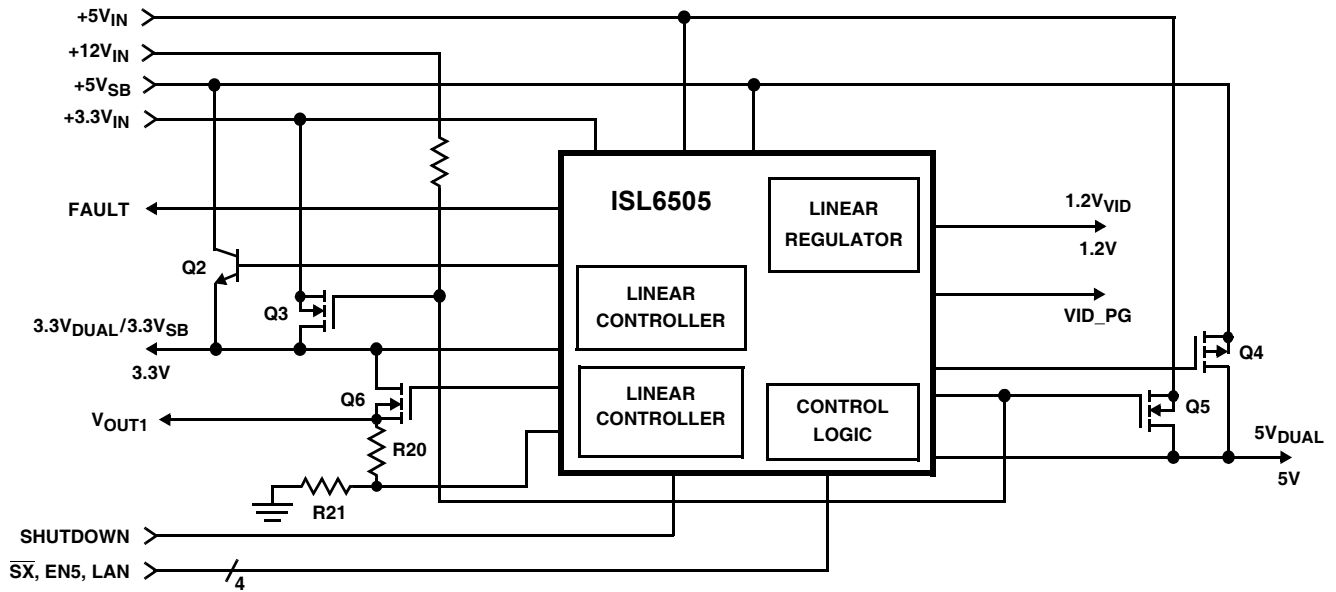 +5VIN
+12VIN
+5VSB
+3.3VIN
ISL6505
LINEAR
REGULATOR
1.2VVID
1.2V
FAULT
Q2
LINEAR
CONTROLLER
VID_PG
Q3
3.3VDUAL/3.3VSB
3.3V
Q4
Q6
LINEAR
CONTROLLER
CONTROL
LOGIC
Q5
VOUT1
R20
5VDUAL
5V
R21
SHUTDOWN
SX, EN5, LAN
4